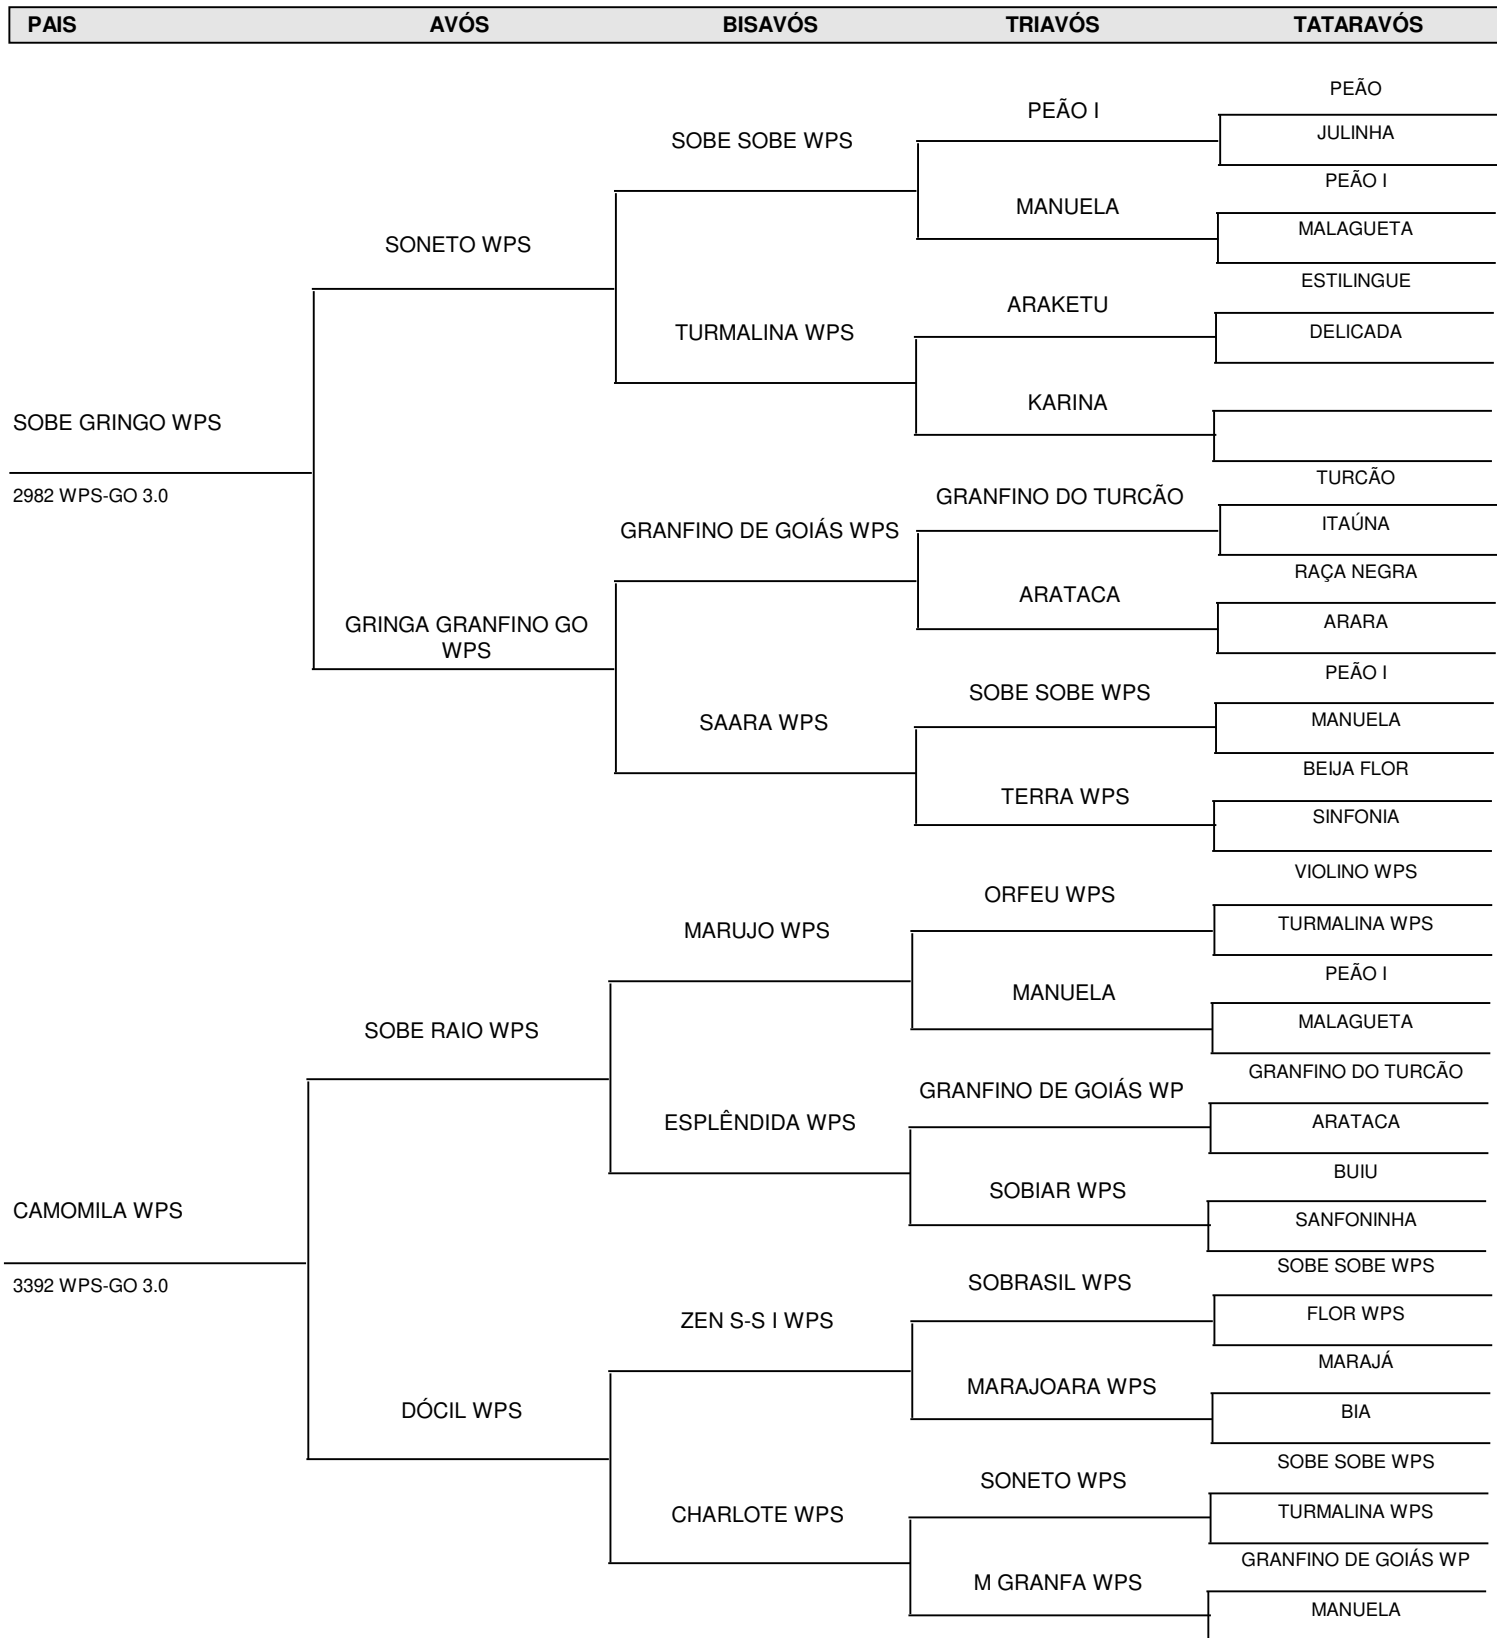 PAIS AVÓS BISAVÓS TRIAVÓS TATARAVÓS
PEÃO
PEÃO I
JULINHA
SOBE SOBE WPS
PEÃO I
MANUELA
MALAGUETA
SONETO WPS
ESTILINGUE
ARAKETU
TURMALINA WPS
DELICADA
KARINA
SOBE GRINGO WPS
2982 WPS-GO 3.0
TURCÃO
GRANFINO DO TURCÃO
ITAÚNA
GRANFINO DE GOIÁS WPS
RAÇA NEGRA
ARATACA
ARARA
GRINGA GRANFINO GO
WPS
PEÃO I
SOBE SOBE WPS
MANUELA
SAARA WPS
BEIJA FLOR
TERRA WPS
SINFONIA
VIOLINO WPS
ORFEU WPS
TURMALINA WPS
MARUJO WPS
PEÃO I
MANUELA
MALAGUETA
SOBE RAIO WPS
GRANFINO DO TURCÃO
GRANFINO DE GOIÁS WP
ARATACA
ESPLÊNDIDA WPS
BUIU
SOBIAR WPS
SANFONINHA
CAMOMILA WPS
3392 WPS-GO 3.0
SOBE SOBE WPS
SOBRASIL WPS
FLOR WPS
ZEN S-S I WPS
MARAJÁ
MARAJOARA WPS
BIA
DÓCIL WPS
SOBE SOBE WPS
SONETO WPS
TURMALINA WPS
CHARLOTE WPS
GRANFINO DE GOIÁS WP
M GRANFA WPS
MANUELA